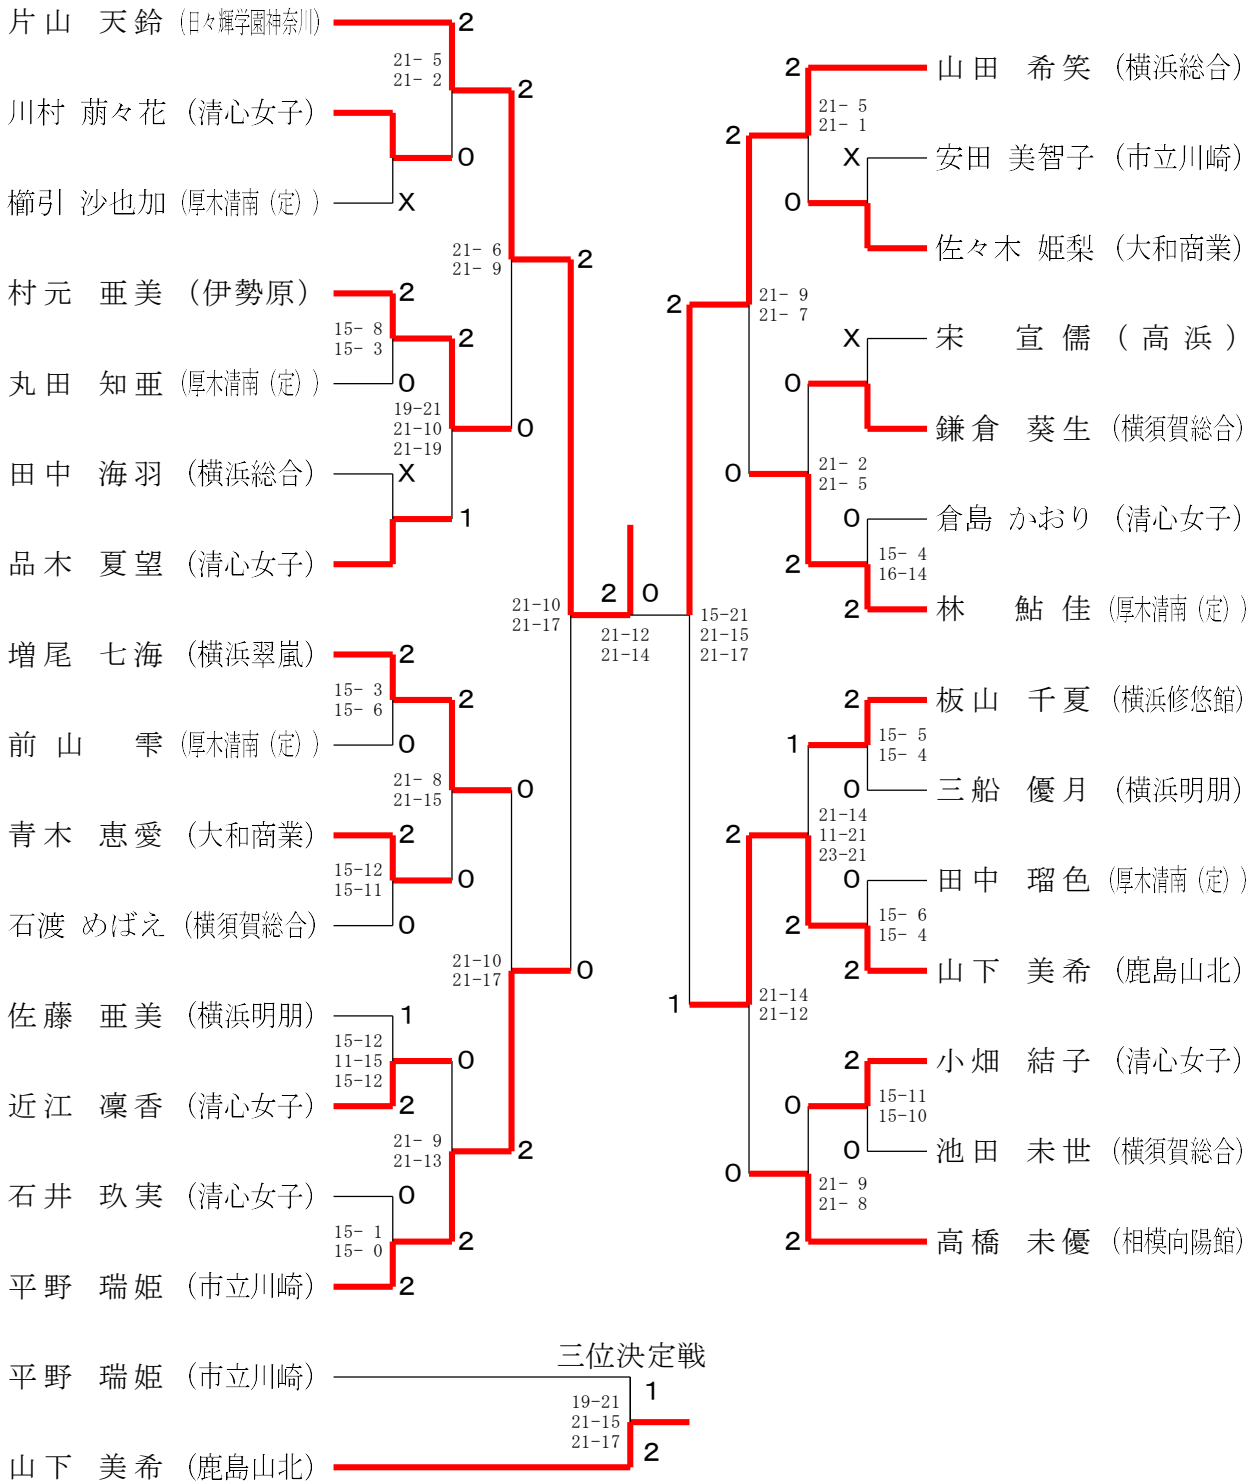 片山 天鈴 (日々輝学園神奈川) 2
21- 5
21- 2
2
川村 萠々花 (清心女子)
0
櫛引 沙也加 (厚木清南 (定) ) X
21- 6
21- 9
2
村元 亜美 (伊勢原) 2
15- 8
15- 3
2
丸田 知亜 (厚木清南 (定) ) 0
19-21
21-10
21-19
0
田中 海羽 (横浜総合) X
1
品木 夏望 (清心女子)
21-10
21-17
増尾 七海 (横浜翠嵐) 2
15- 3
15- 6
2
前山 雫 (厚木清南 (定) ) 0
21- 8
21-15
0
青木 恵愛 (大和商業) 2
15-12
15-11
0
石渡 めばえ (横須賀総合) 0
21-10
21-17
0
佐藤 亜美 (横浜明朋) 1
15-12
11-15
15-12
0
近江 凜香 (清心女子) 2
21- 9
21-13
2
石井 玖実 (清心女子) 0
15- 1
15- 0
2
平野 瑞姫 (市立川崎) 2
2 0
21-12
21-14
2 山田 希笑 (横浜総合)
21- 5
21- 1
2
X 安田 美智子 (市立川崎)
0
佐々木 姫梨 (大和商業)
2
21- 9
21- 7
X 宋 宣儒 (高浜)
0
鎌倉 葵生 (横須賀総合)
0
21- 2
21- 5
0 倉島 かおり (清心女子)
15- 4
16-14
2
2 林 鮎佳 (厚木清南 (定) )
15-21
21-15
21-17
2 板山 千夏 (横浜修悠館)
15- 5
15- 4
1
0 三船 優月 (横浜明朋)
2
21-14
11-21
23-21
0 田中 瑠色 (厚木清南 (定) )
15- 6
15- 4
2
2 山下 美希 (鹿島山北)
1
21-14
21-12
2 小畑 結子 (清心女子)
15-11
15-10
0
0 池田 未世 (横須賀総合)
0
21- 9
21- 8
2 高橋 未優 (相模向陽館)
三位決定戦
平野 瑞姫 (市立川崎) 1
19-21
21-15
21-17
山下 美希 (鹿島山北) 2